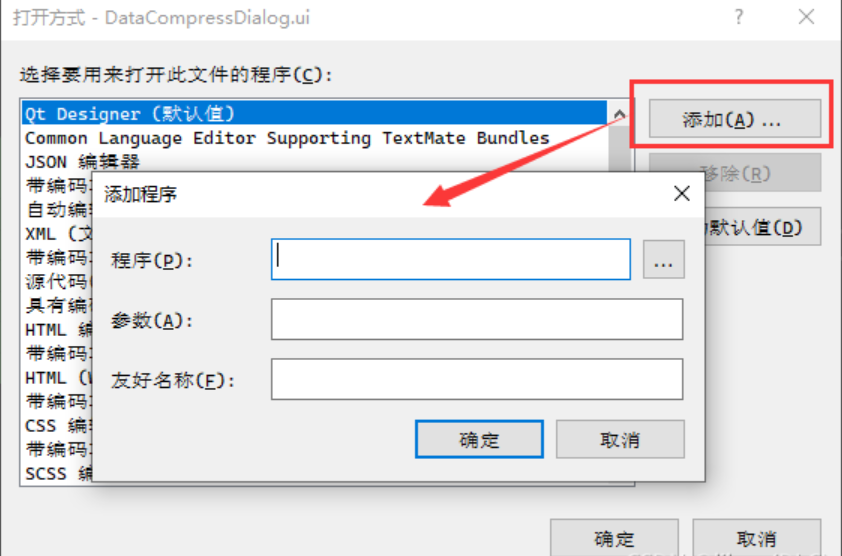 打开方式 - DataCompressDialog.ui
?
选择要用来打开此文件的程序(C):
Qt Designer (默认值)
Common Language Editor Supporting TextMate Bundles
JSON 编辑器
带编码
自动编
XML (文
带编码
源代码(
具有编
HTML 编
带编码
HTML (W
带编码
CSS 编
带编码
SCSS 编
添加(A)...
移除(R)
默认值(D)
添加程序
程序(P):
...
参数(A):
友好名称(F):
确定
取消
确定
取消